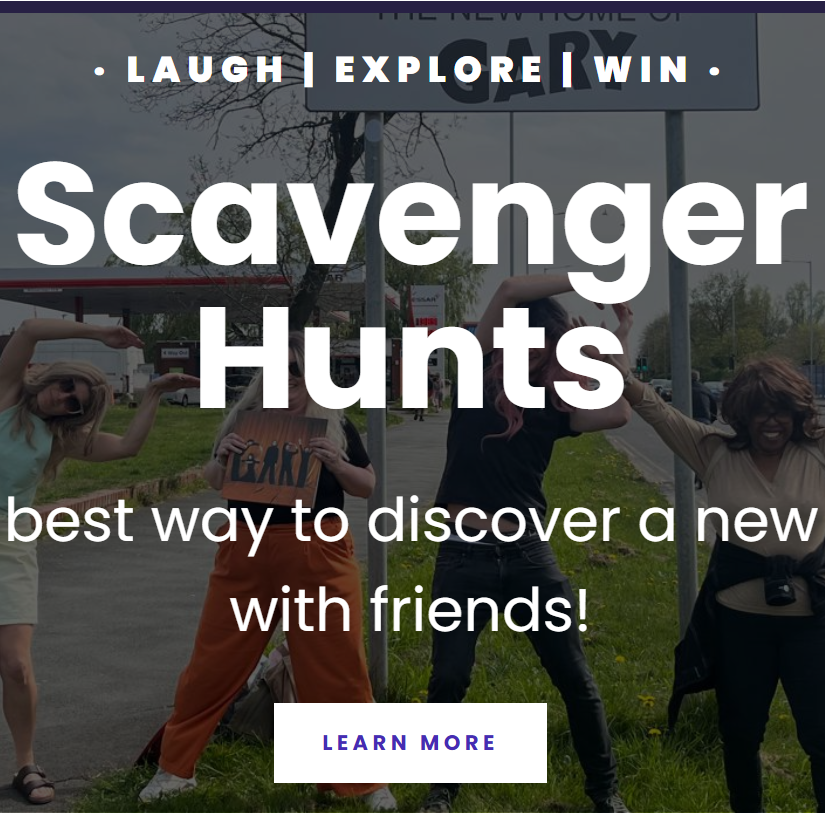 THE NEW HOME OF
GARY
• LAUGH | EXPLORE | WIN •
Scavenger
Hunts
ESSAR
best way to discover a new
with friends!
LEARN MORE